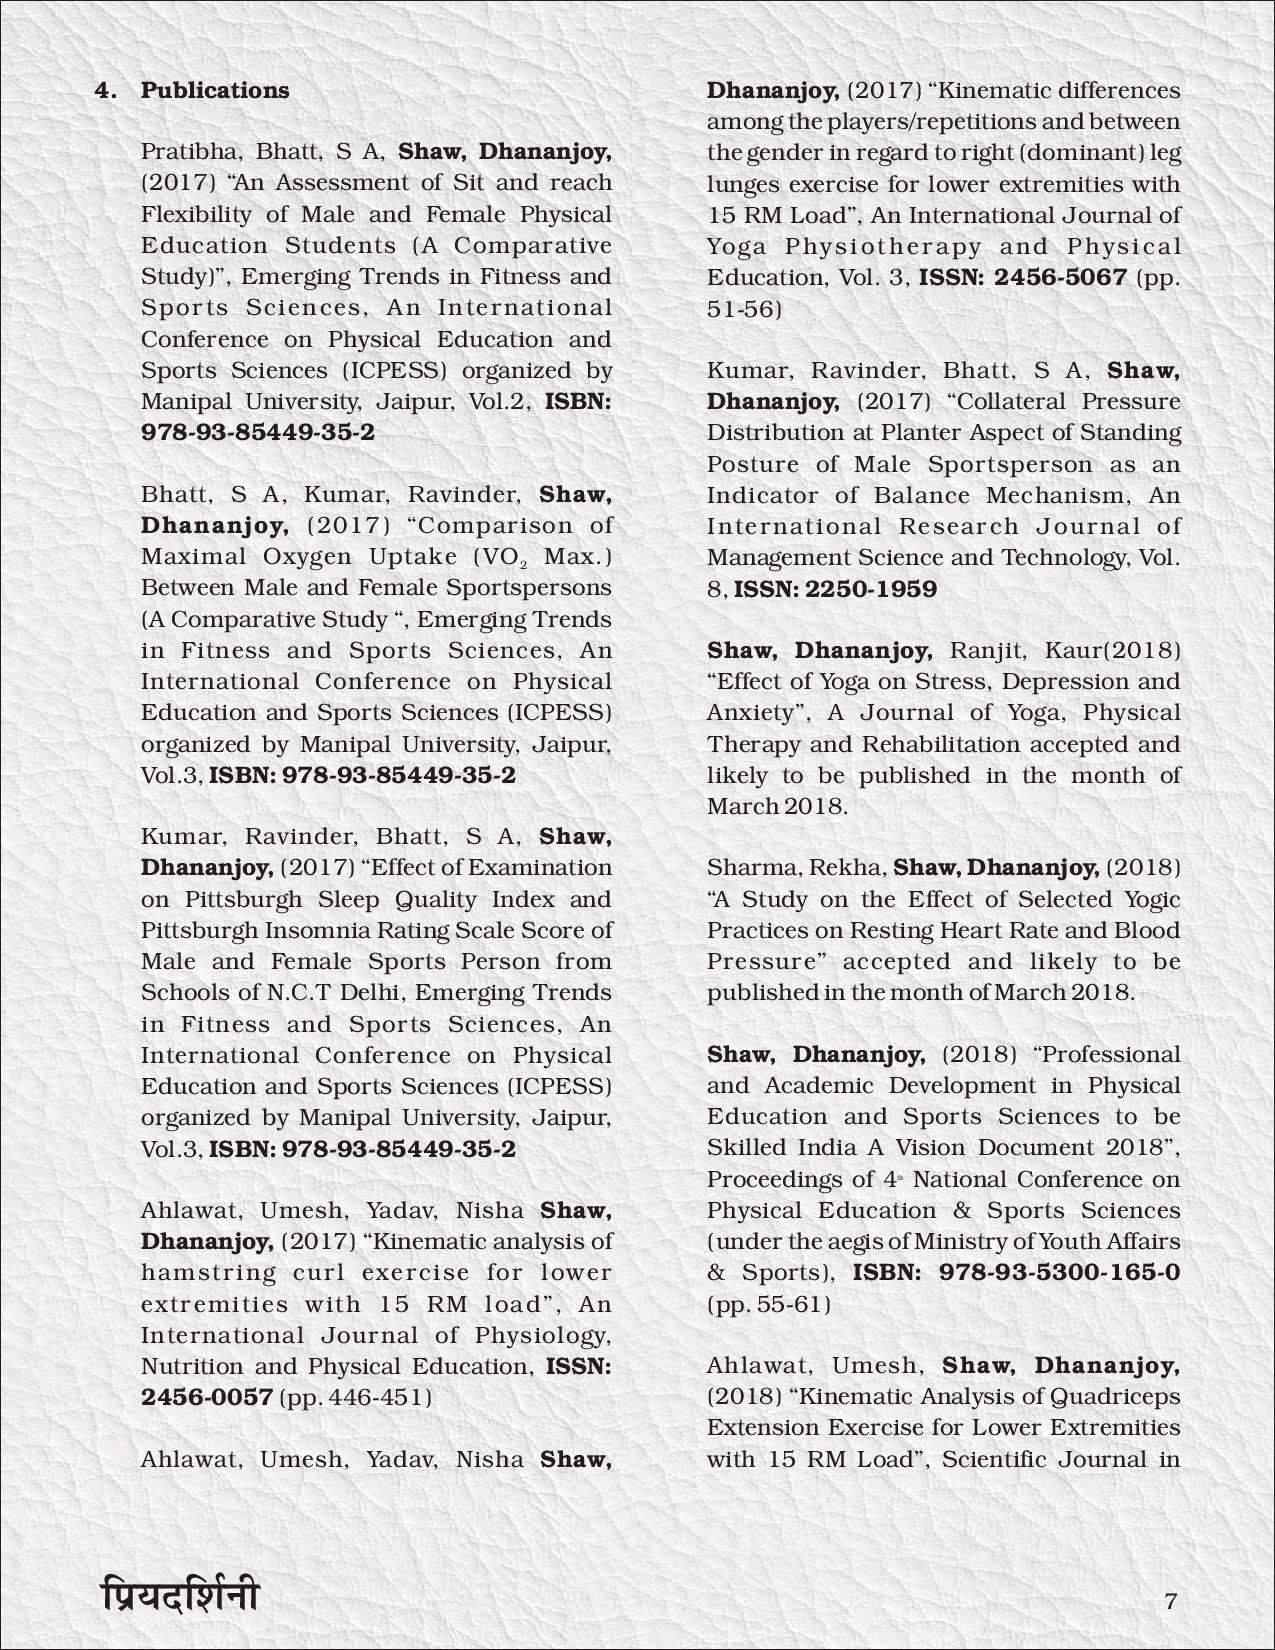 4. Publications
Pratibha, Bhatt, S A, Shaw, Dhananjoy,
(2017) “An Assessment of Sit and reach
Flexibility of Male and Female Physical
Education Students (A Comparative
Study)”, Emerging Trends in Fitness and
Sports Sciences, An International
Conference on Physical Education and
Sports Sciences (ICPESS) organized by
Manipal University, Jaipur, Vol.2, ISBN:
978-93-85449-35-2
Bhatt, S A, Kumar, Ravinder, Shaw,
Dhananjoy, (2017) “Comparison of
Maximal Oxygen Uptake (VO₂ Max.)
Between Male and Female Sportspersons
(A Comparative Study “, Emerging Trends
in Fitness and Sports Sciences, An
International Conference on Physical
Education and Sports Sciences (ICPESS)
organized by Manipal University, Jaipur,
Vol.3, ISBN: 978-93-85449-35-2
Kumar, Ravinder, Bhatt, S A, Shaw,
Dhananjoy, (2017) “Effect of Examination
on Pittsburgh Sleep Quality Index and
Pittsburgh Insomnia Rating Scale Score of
Male and Female Sports Person from
Schools of N.C.T Delhi, Emerging Trends
in Fitness and Sports Sciences, An
International Conference on Physical
Education and Sports Sciences (ICPESS)
organized by Manipal University, Jaipur,
Vol.3, ISBN: 978-93-85449-35-2
Ahlawat, Umesh, Yadav, Nisha Shaw,
Dhananjoy, (2017) “Kinematic analysis of
hamstring curl exercise for lower
extremities with 15 RM load”, An
International Journal of Physiology,
Nutrition and Physical Education, ISSN:
2456-0057 (pp. 446-451)
Ahlawat, Umesh, Yadav, Nisha Shaw,
Dhananjoy, (2017) “Kinematic differences
among the players/repetitions and between
the gender in regard to right (dominant) leg
lunges exercise for lower extremities with
15 RM Load”, An International Journal of
Yoga Physiotherapy and Physical
Education, Vol. 3, ISSN: 2456-5067 (pp.
51-56)
Kumar, Ravinder, Bhatt, S A, Shaw,
Dhananjoy, (2017) “Collateral Pressure
Distribution at Planter Aspect of Standing
Posture of Male Sportsperson as an
Indicator of Balance Mechanism, An
International Research Journal of
Management Science and Technology, Vol.
8, ISSN: 2250-1959
Shaw, Dhananjoy, Ranjit, Kaur(2018)
“Effect of Yoga on Stress, Depression and
Anxiety”, A Journal of Yoga, Physical
Therapy and Rehabilitation accepted and
likely to be published in the month of
March 2018.
Sharma, Rekha, Shaw, Dhananjoy, (2018)
“A Study on the Effect of Selected Yogic
Practices on Resting Heart Rate and Blood
Pressure” accepted and likely to be
published in the month of March 2018.
Shaw, Dhananjoy, (2018) “Professional
and Academic Development in Physical
Education and Sports Sciences to be
Skilled India A Vision Document 2018”,
Proceedings of 4th National Conference on
Physical Education & Sports Sciences
(under the aegis of Ministry of Youth Affairs
& Sports), ISBN: 978-93-5300-165-0
(pp. 55-61)
Ahlawat, Umesh, Shaw, Dhananjoy,
(2018) “Kinematic Analysis of Quadriceps
Extension Exercise for Lower Extremities
with 15 RM Load”, Scientific Journal in
प्रियदर्शिनी
7